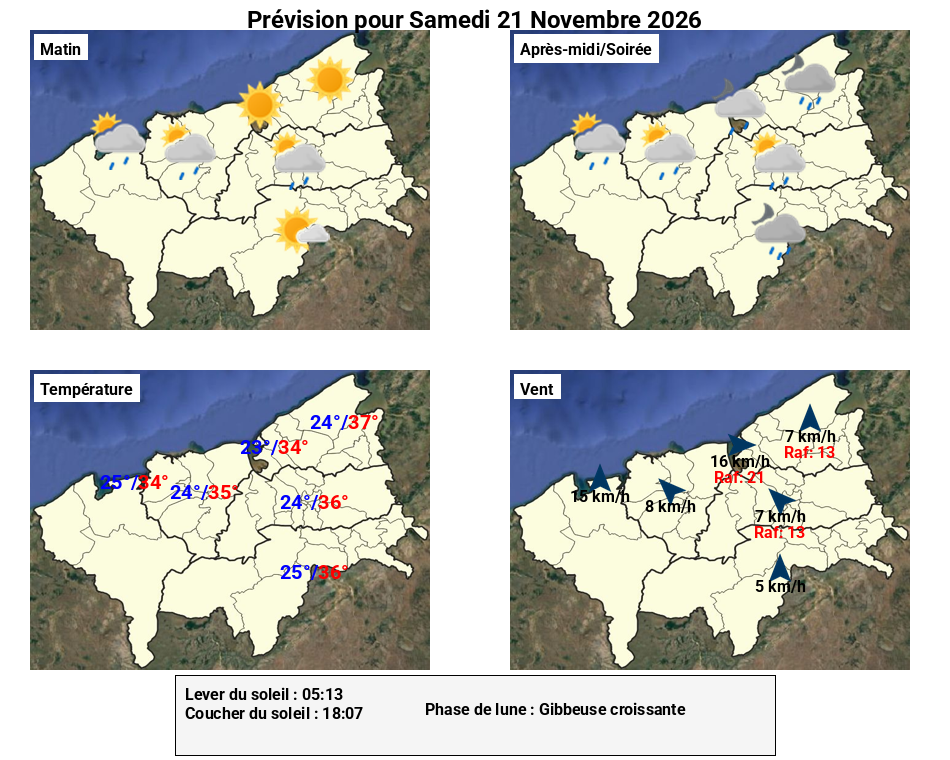 Prévision pour Samedi 21 Novembre 2026
Matin
Après-midi/Soirée
Température
24°/37°
23°/34°
25°/34°
24°/35°
24°/36°
25°/36°
Vent
7 km/h
Raf: 13
16 km/h
Raf: 21
15 km/h
8 km/h
7 km/h
Raf: 13
5 km/h
Lever du soleil : 05:13
Coucher du soleil : 18:07
Phase de lune : Gibbeuse croissante